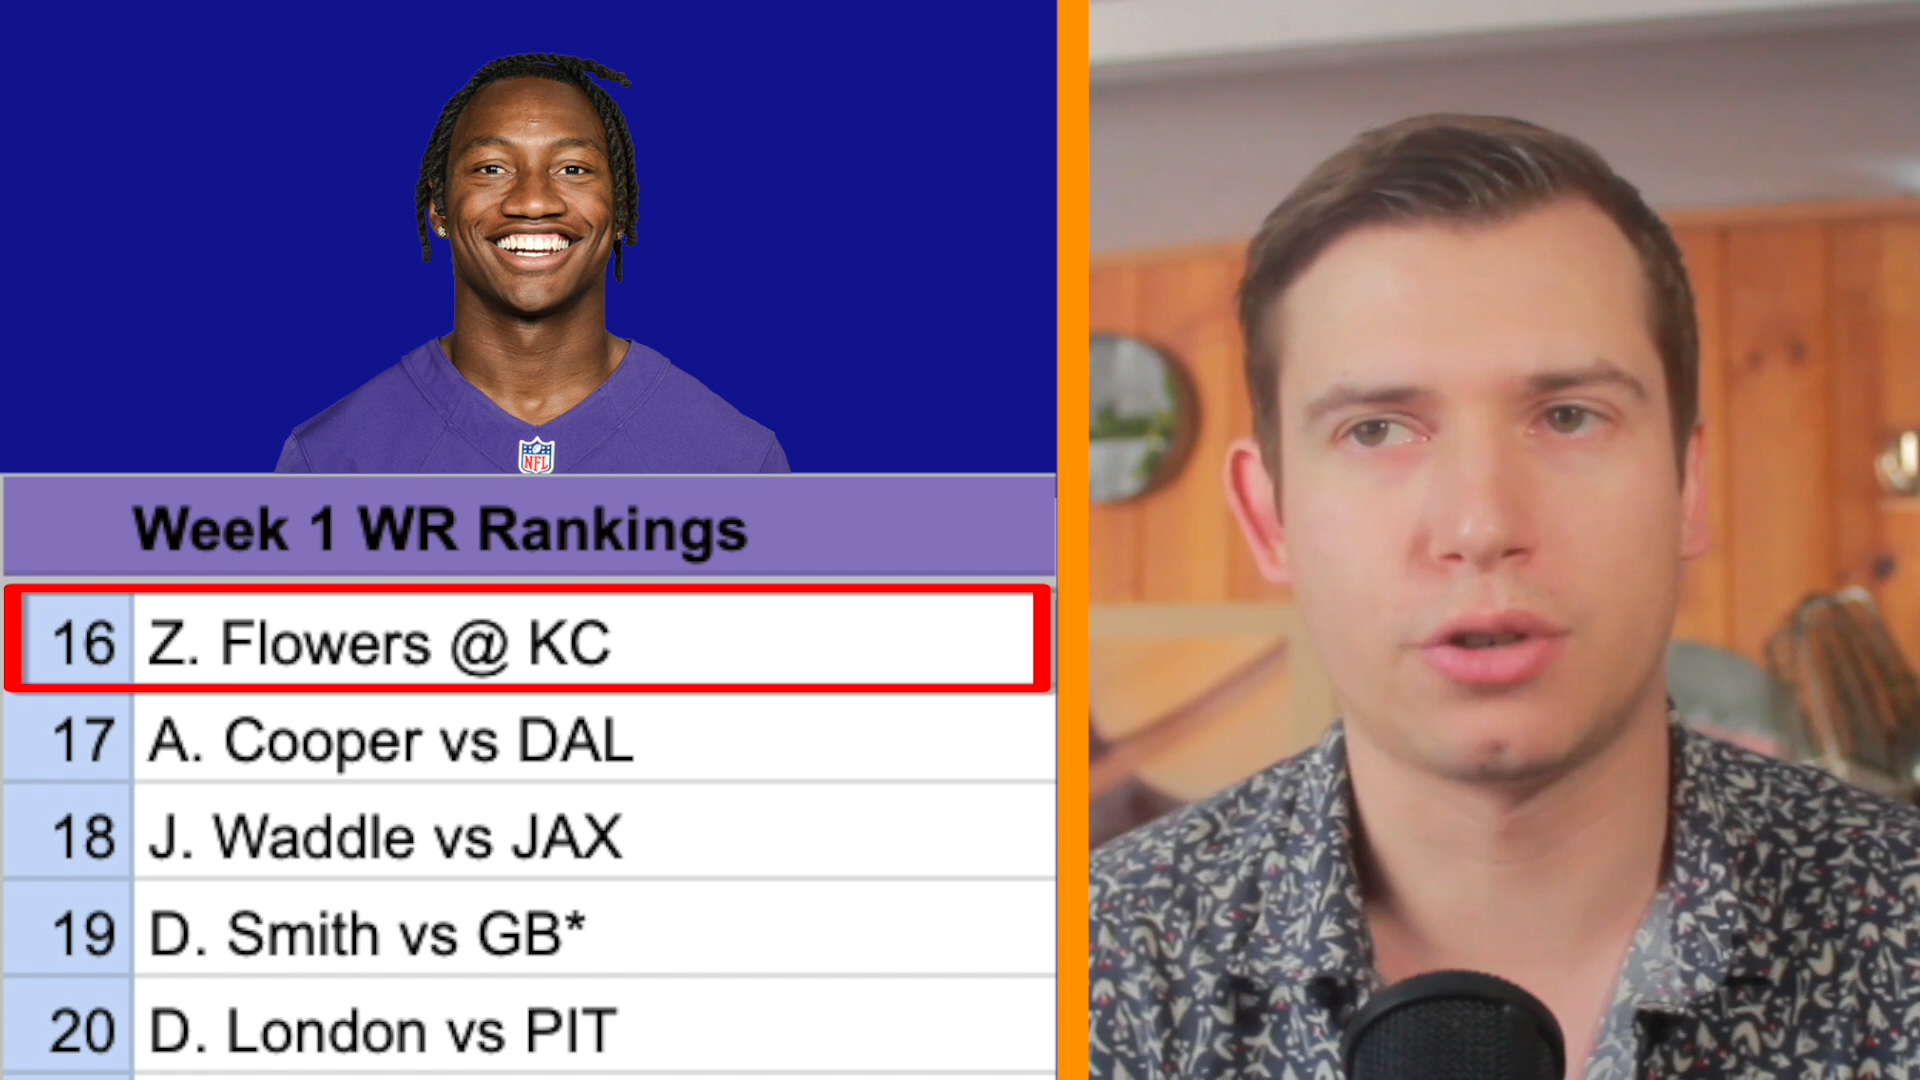 NFL
Week 1 WR Rankings
16 Z. Flowers @ KC
17 A. Cooper vs DAL
18 J. Waddle vs JAX
19 D. Smith vs GB*
20 D. London vs PIT